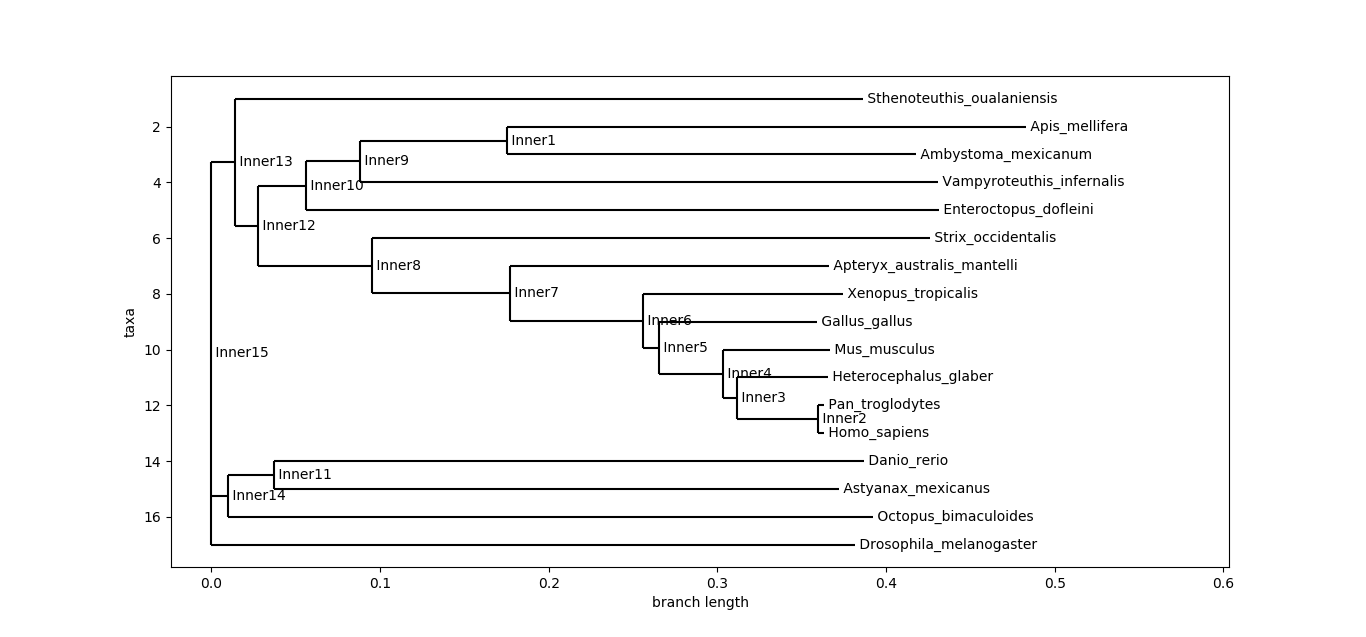 Sthenoteuthis_oualaniensis
2
Apis_mellifera
Inner1
Ambystoma_mexicanum
Inner13
Inner9
4
Inner10
Vampyroteuthis_infernalis
Enteroctopus_dofleini
Inner12
6
Strix_occidentalis
Inner8
Apteryx_australis_mantelli
8
Inner7
Xenopus_tropicalis
taxa
Inner6
Gallus_gallus
10
Inner15
Inner5
Mus_musculus
Inner4
Heterocephalus_glaber
Inner3
12
Pan_troglodytes
Inner2
Homo_sapiens
14
Danio_rerio
Inner11
Astyanax_mexicanus
Inner14
16
Octopus_bimaculoides
Drosophila_melanogaster
0.0 0.1 0.2 0.3 0.4 0.5 0.6
branch length